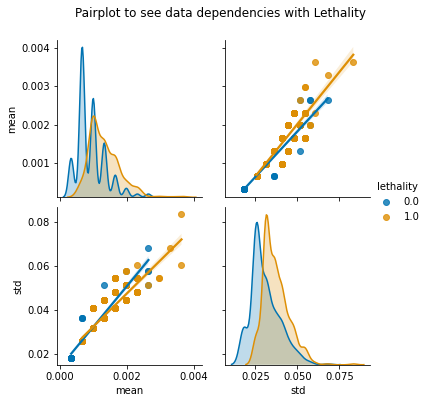 Pairplot to see data dependencies with Lethality
0.004
0.003
0.002
0.001
mean
lethality
0.0
1.0
0.08
0.06
0.04
0.02
std
0.000 0.002 0.004
mean
0.025 0.050 0.075
std